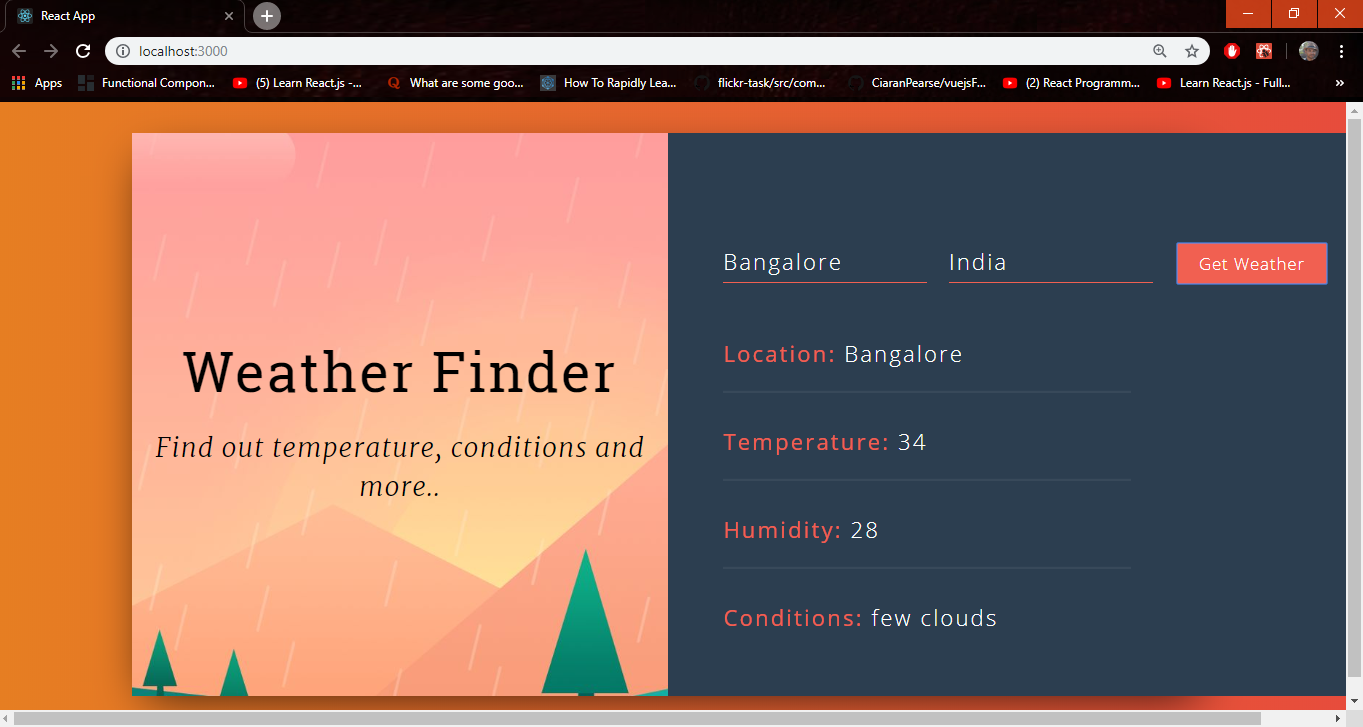 React App
localhost:3000
Apps
Functional Compon...
(5) Learn React.js -...
What are some goo...
How To Rapidly Lea...
flickr-task/src/com...
CiaranPearse/vuejsF...
(2) React Programm...
Learn React.js - Full...
Weather Finder
Find out temperature, conditions and
more..
Bangalore
India
Get Weather
Location: Bangalore
Temperature: 34
Humidity: 28
Conditions: few clouds